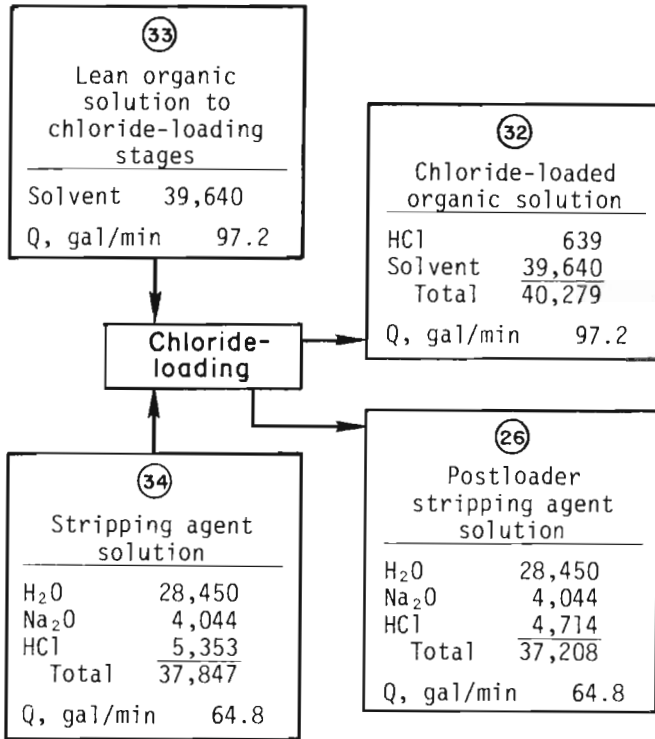 33
Lean organic
solution to
chloride-loading
stages
Solvent 39,640
Q, gal/min 97.2
32
Chloride-loaded
organic solution
HCl 639
Solvent 39,640
Total 40,279
Q, gal/min 97.2
Chloride-
loading
34
Stripping agent
solution
H₂O 28,450
Na₂O 4,044
HCl 5,353
Total 37,847
Q, gal/min 64.8
26
Postloader
stripping agent
solution
H₂O 28,450
Na₂O 4,044
HCl 4,714
Total 37,208
Q, gal/min 64.8